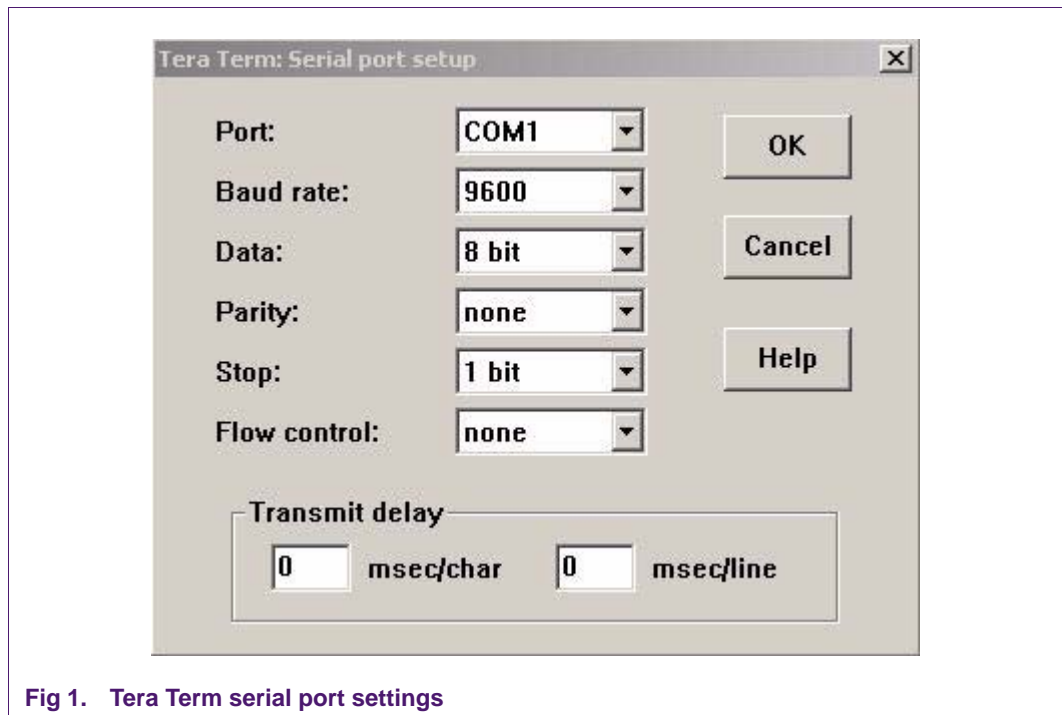 Tera Term: Serial port setup
Port: COM1 OK
Baud rate: 9600
Data: 8 bit Cancel
Parity: none
Stop: 1 bit Help
Flow control: none
Transmit delay
0 msec/char 0 msec/line
Fig 1. Tera Term serial port settings